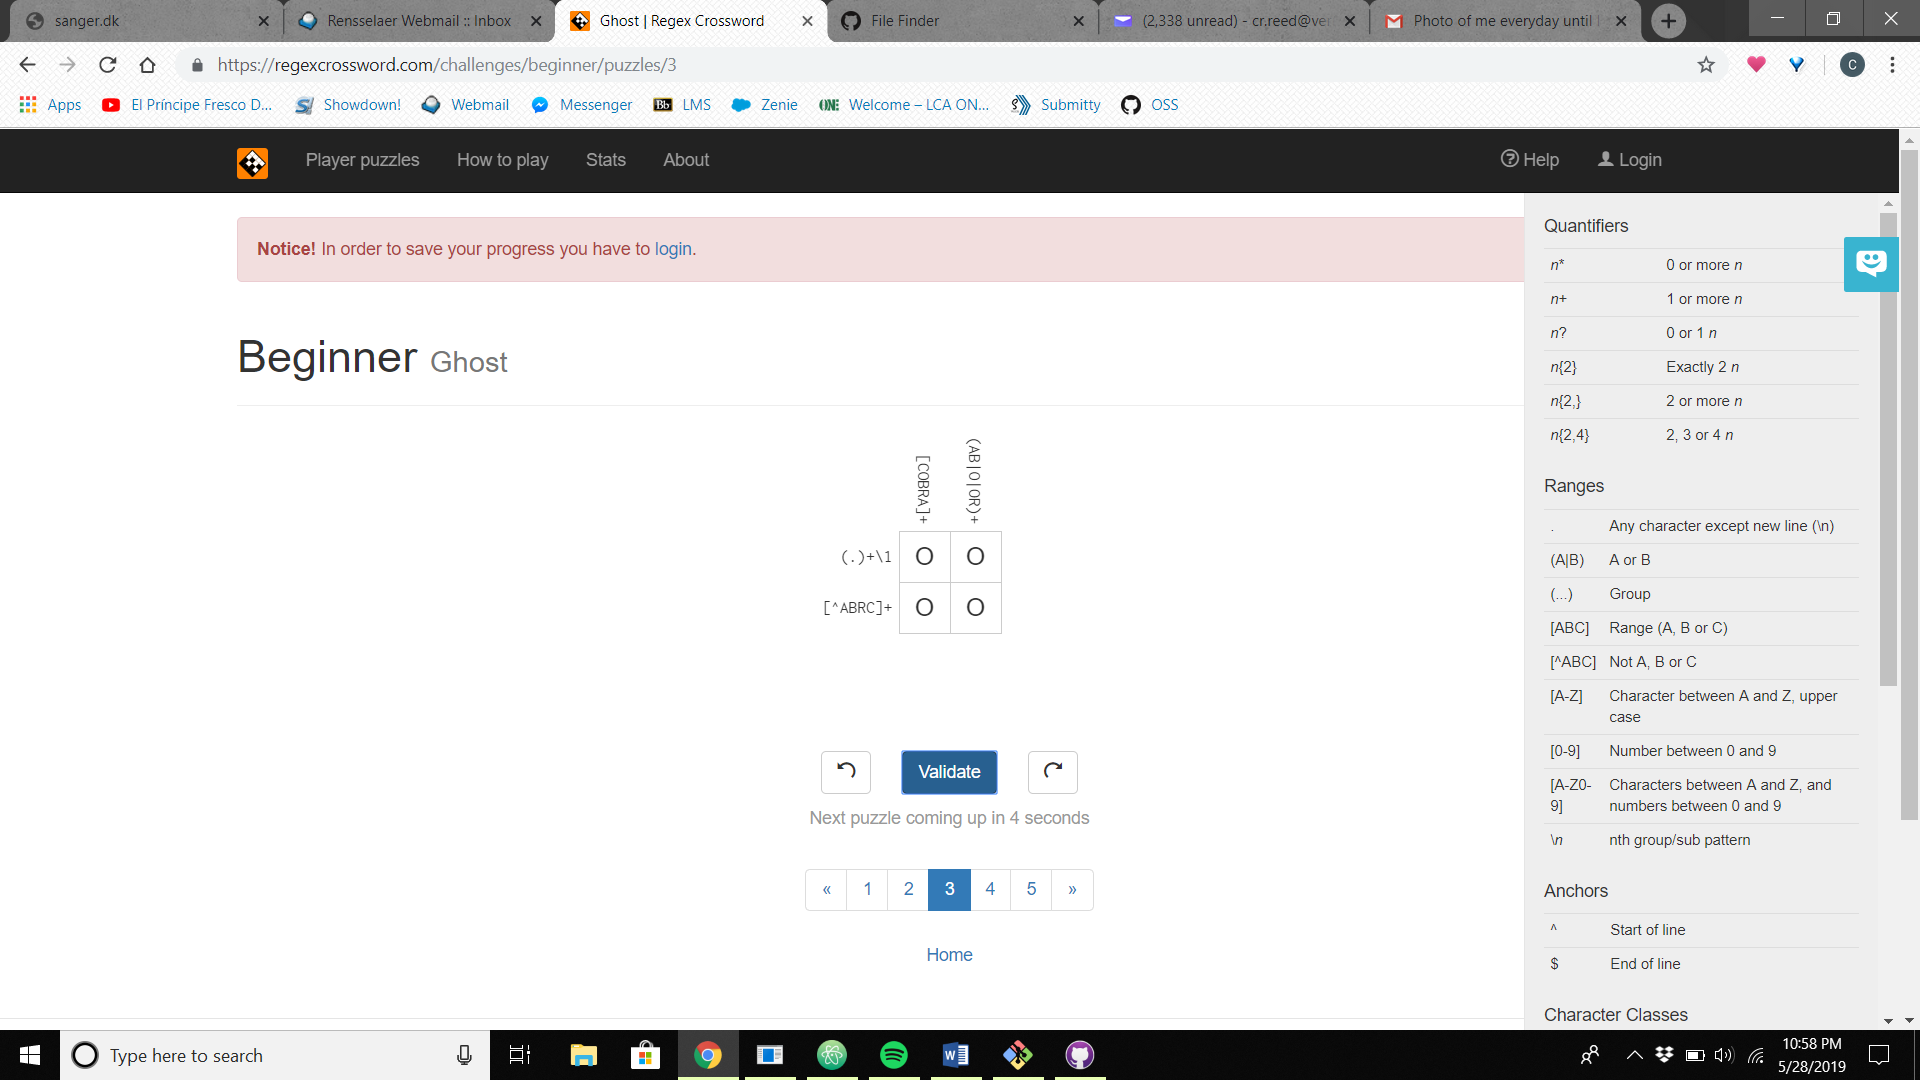 sanger.dk
Rensselaer Webmail :: Inbox
Ghost | Regex Crossword
File Finder
(2,338 unread) - cr.reed@ver
Photo of me everyday until
https://regexcrossword.com/challenges/beginner/puzzles/3
C
Apps
El Príncipe Fresco D...
Showdown!
Webmail
Messenger
Bb LMS
Zenie
ONE Welcome – LCA ON...
Submitty
OSS
Player puzzles
How to play
Stats
About
Help
Login
Notice! In order to save your progress you have to login.
Beginner Ghost
[COBRA]+
(AB|O|OR)+
(.)+\1 O O
[^ABRC]+ O O
Validate
Next puzzle coming up in 4 seconds
« 1 2 3 4 5 »
Home
Quantifiers
n* 0 or more n
n+ 1 or more n
n? 0 or 1 n
n{2} Exactly 2 n
n{2,} 2 or more n
n{2,4} 2, 3 or 4 n
Ranges
. Any character except new line (\n)
(A|B) A or B
(...) Group
[ABC] Range (A, B or C)
[^ABC] Not A, B or C
[A-Z] Character between A and Z, upper
case
[0-9] Number between 0 and 9
[A-Z0- Characters between A and Z, and
9] numbers between 0 and 9
\n nth group/sub pattern
Anchors
^ Start of line
$ End of line
Character Classes
Type here to search
10:58 PM
5/28/2019